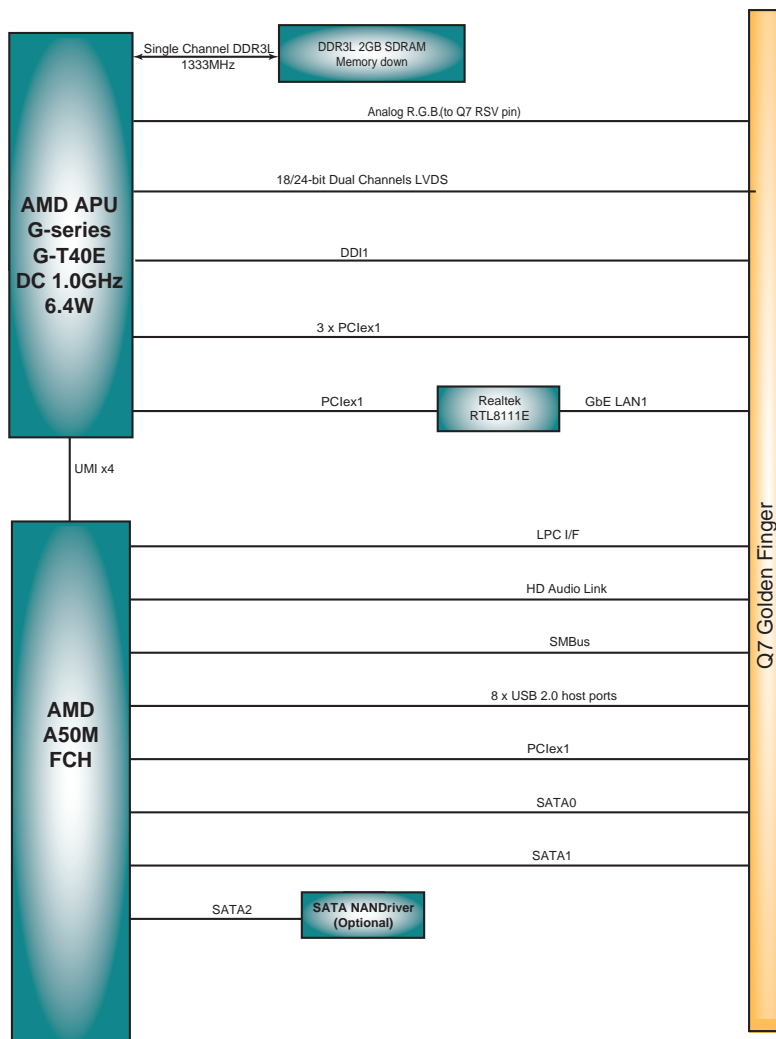 Single Channel DDR3L
1333MHz
DDR3L 2GB SDRAM
Memory down
Analog R.G.B.(to Q7 RSV pin)
18/24-bit Dual Channels LVDS
AMD APU
G-series
G-T40E
DC 1.0GHz
6.4W
DDI1
3 x PCIex1
PCIex1
Realtek
RTL8111E
GbE LAN1
UMI x4
Q7 Golden Finger
LPC I/F
HD Audio Link
SMBus
8 x USB 2.0 host ports
AMD
A50M
FCH
PCIex1
SATA0
SATA1
SATA2
SATA NANDriver
(Optional)